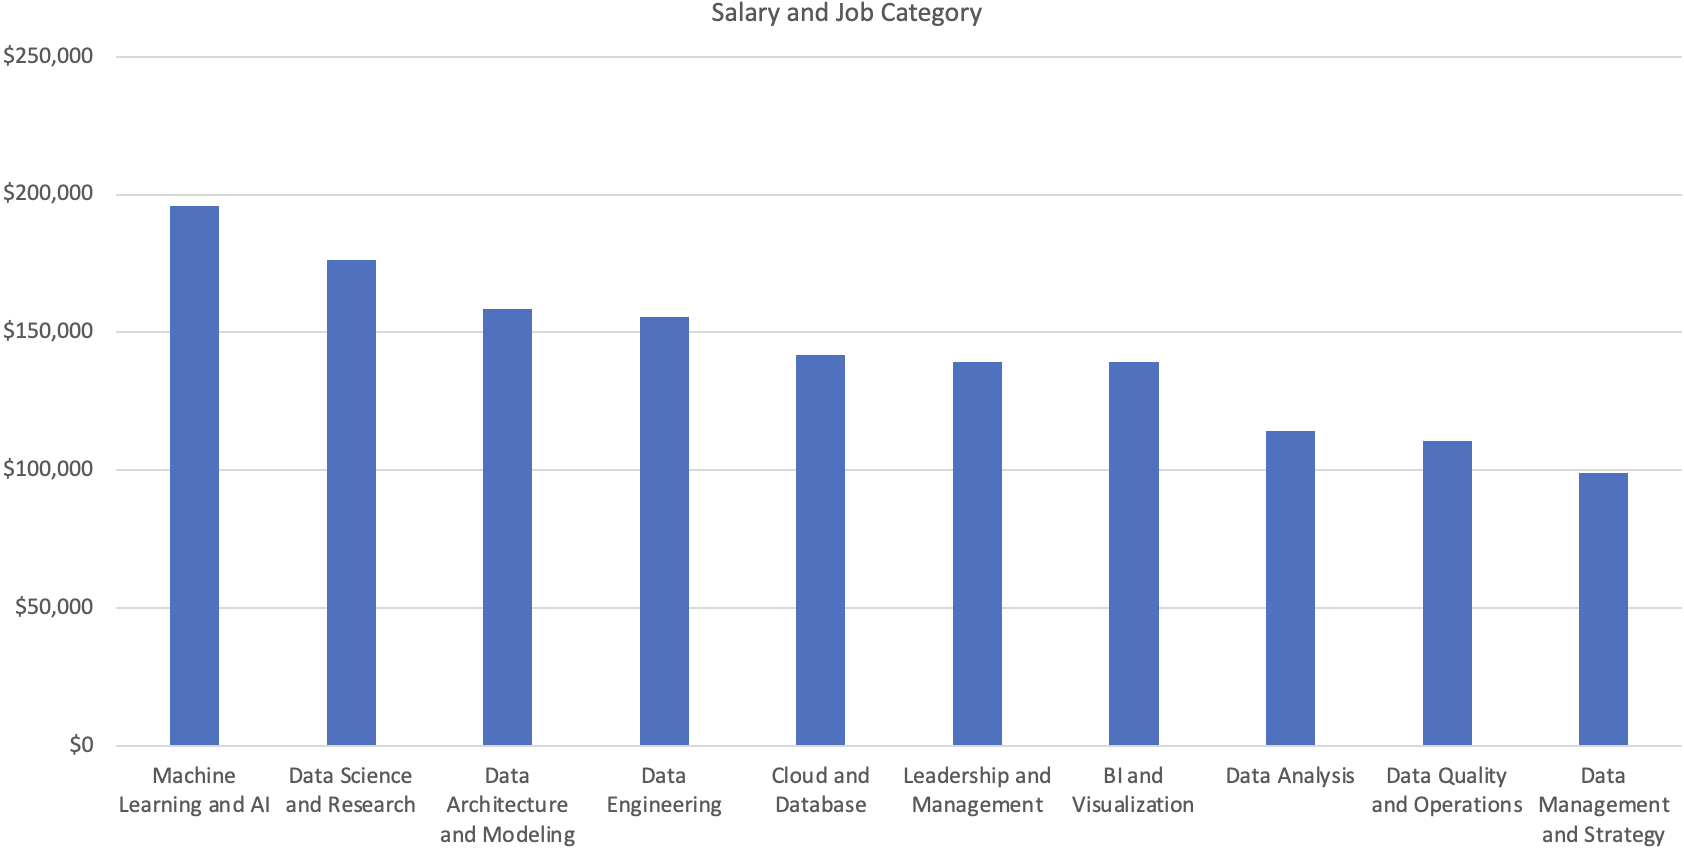 Salary and Job Category
$250,000
$200,000
$150,000
$100,000
$50,000
$0
Machine
Learning and AI
Data Science
and Research
Data
Architecture
and Modeling
Data
Engineering
Cloud and
Database
Leadership and
Management
BI and
Visualization
Data Analysis
Data Quality
and Operations
Data
Management
and Strategy